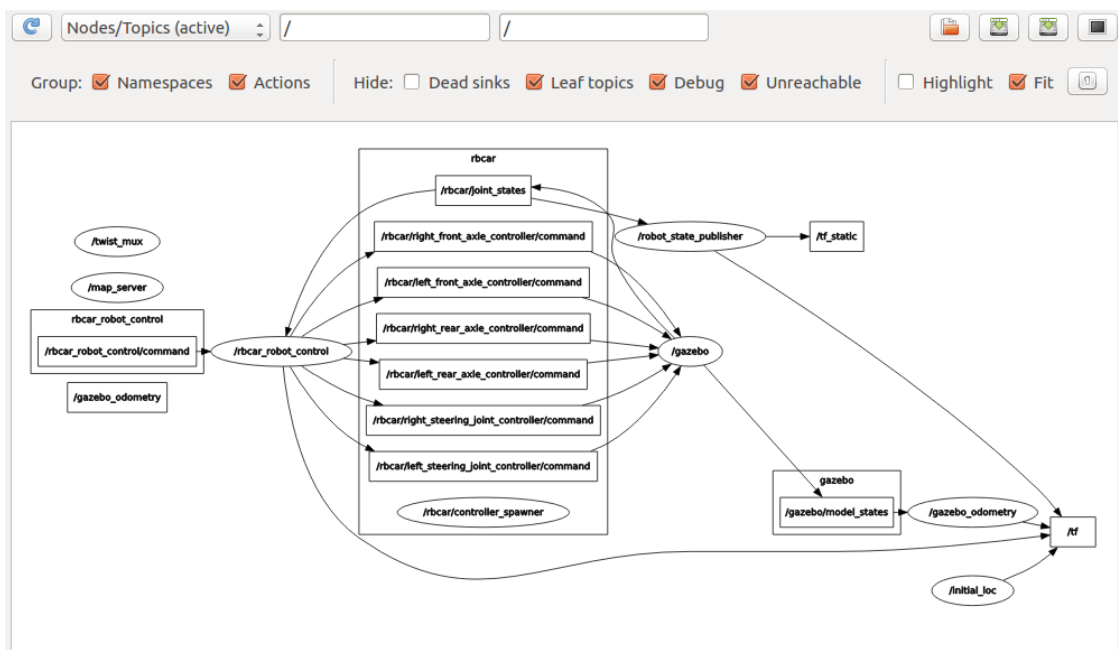 Nodes/Topics (active)
/
/
Group:
Namespaces
Actions
Hide:
Dead sinks
Leaf topics
Debug
Unreachable
Highlight
Fit
rbcar
/rbcar/joint_states
/twist_mux
/rbcar/right_front_axle_controller/command
/robot_state_publisher
/tf_static
/map_server
/rbcar/left_front_axle_controller/command
rbcar_robot_control
/rbcar_robot_control/command
/rbcar_robot_control
/rbcar/right_rear_axle_controller/command
/gazebo
/rbcar/left_rear_axle_controller/command
/gazebo_odometry
/rbcar/right_steering_joint_controller/command
/rbcar/left_steering_joint_controller/command
gazebo
/rbcar/controller_spawner
/gazebo/model_states
/gazebo_odometry
/tf
/initial_loc